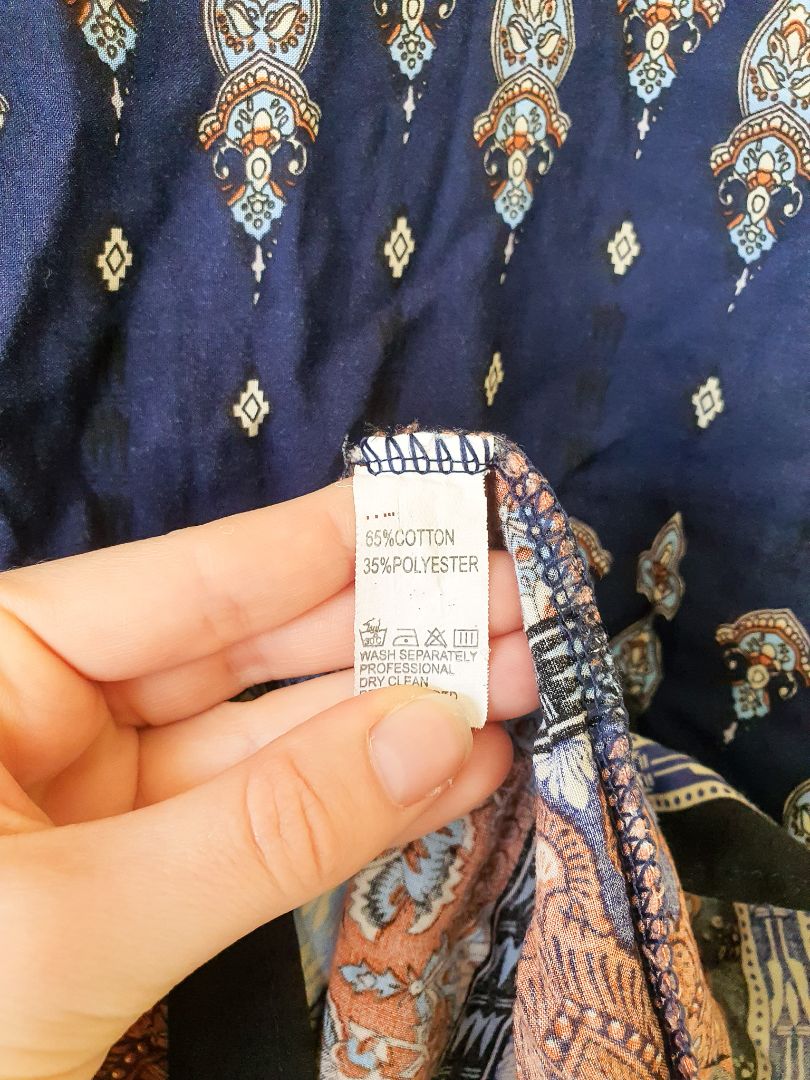 65%COTTON
35%POLYESTER
WASH SEPARATELY
PROFESSIONAL
DRY CLEAN